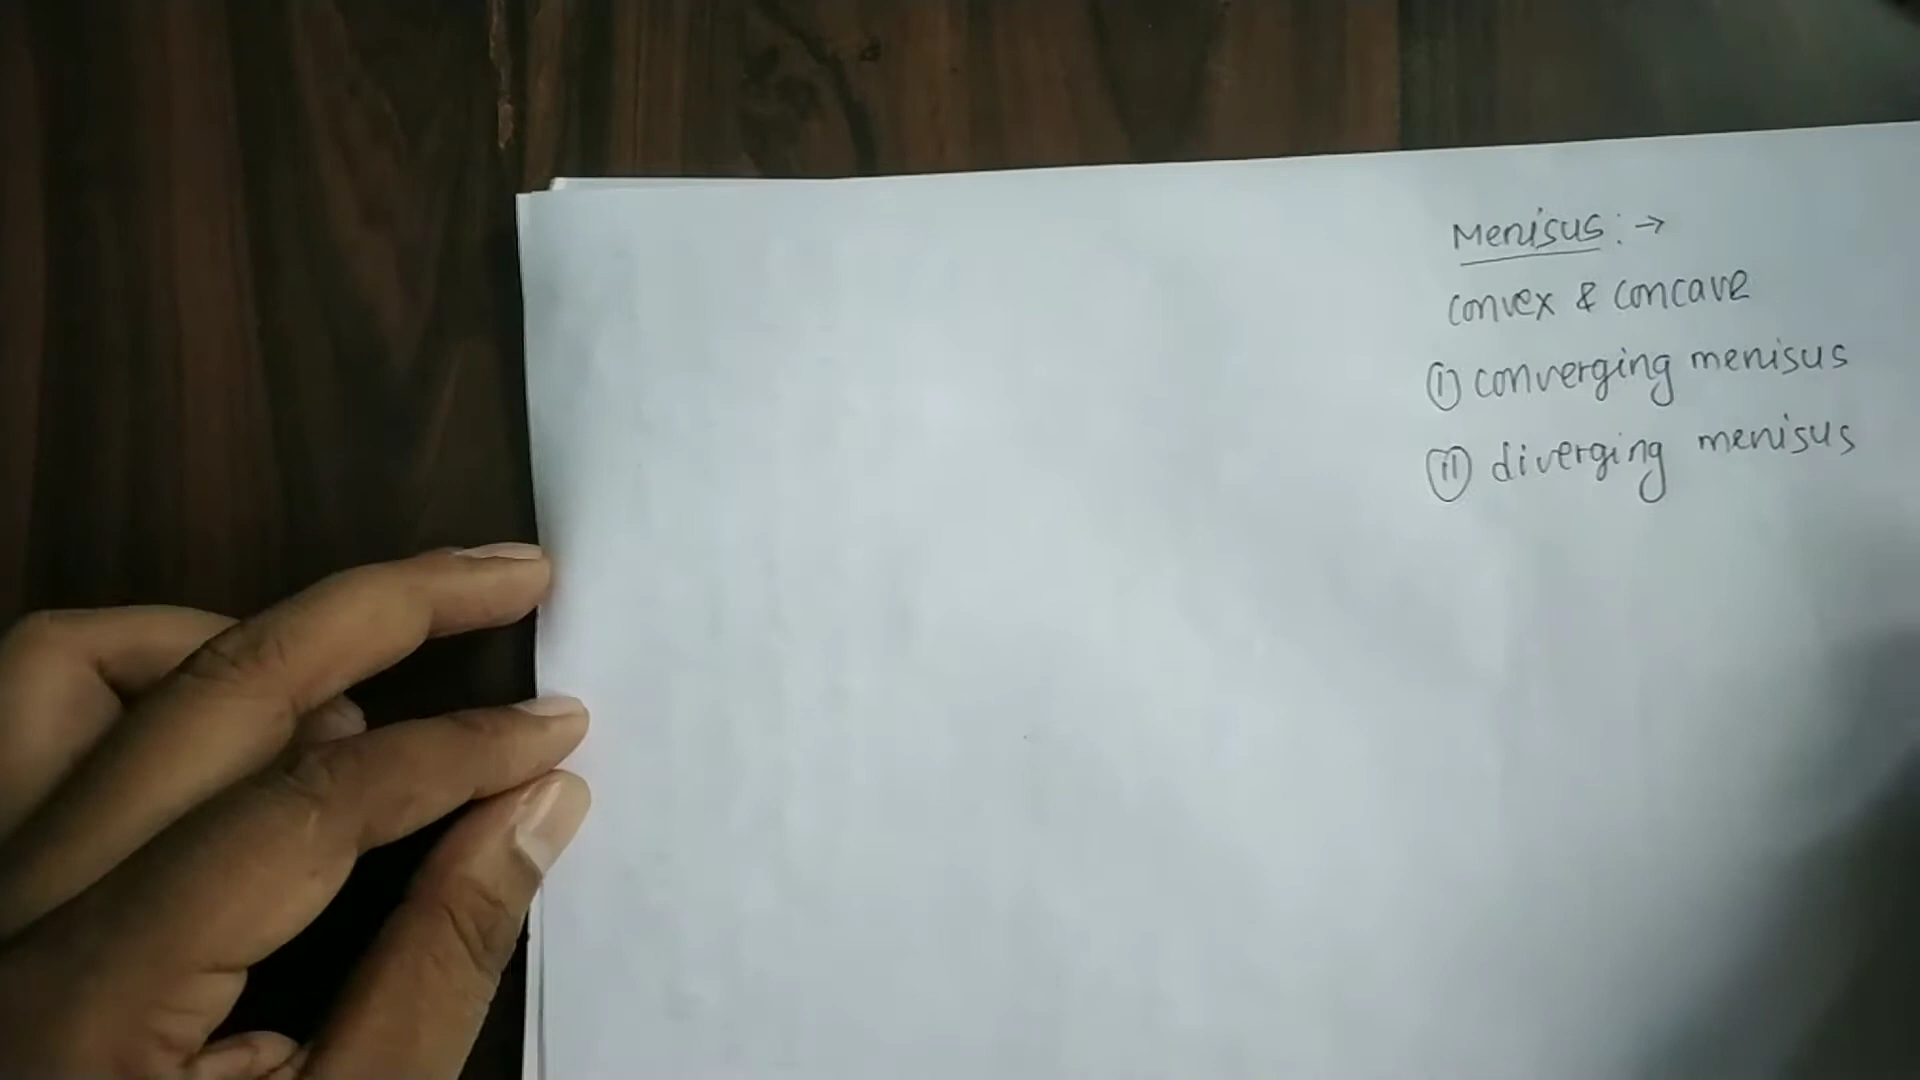 Menisus : →
convex & concave
(i) converging menisus
(ii) diverging menisus